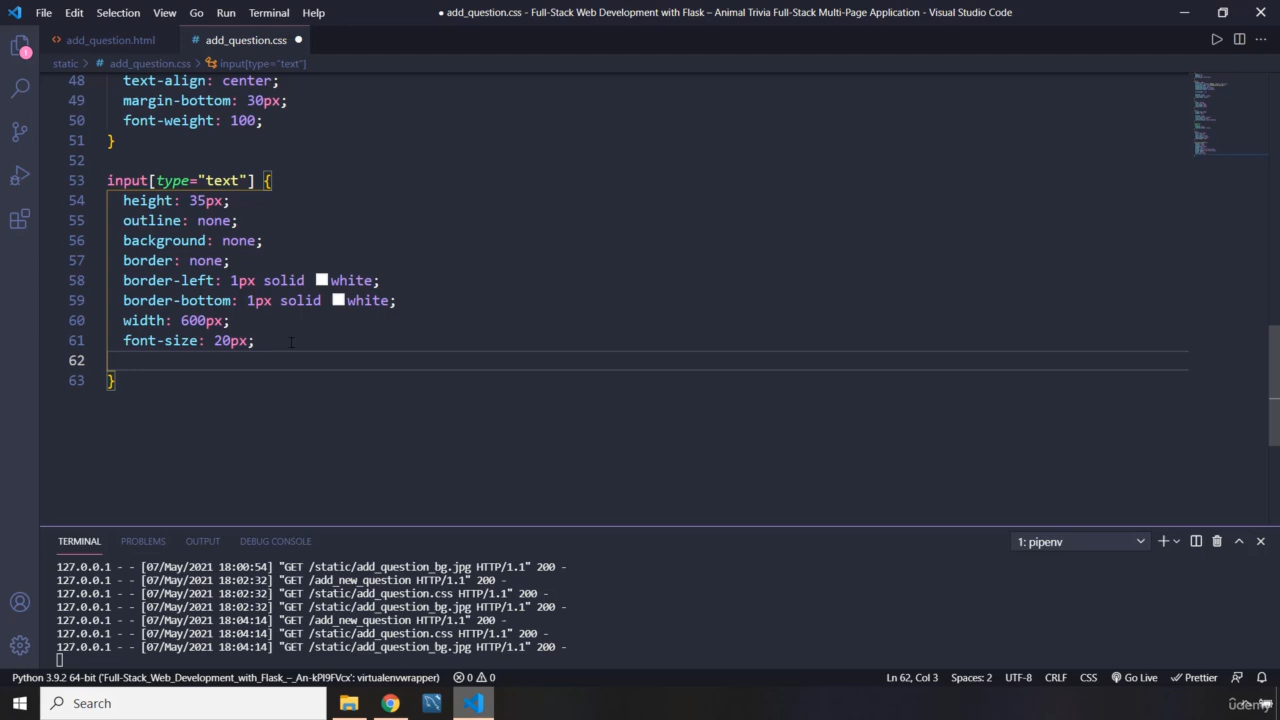 File Edit Selection View Go Run Terminal Help
● add_question.css - Full-Stack Web Development with Flask – Animal Trivia Full-Stack Multi-Page Application - Visual Studio Code
add_question.html
# add_question.css ●
static > # add_question.css > input[type="text"]
1
48 text-align: center;
49 margin-bottom: 30px;
50 font-weight: 100;
51 }
52
53 input[type="text"] {
54 height: 35px;
55 outline: none;
56 background: none;
57 border: none;
58 border-left: 1px solid white;
59 border-bottom: 1px solid white;
60 width: 600px;
61 font-size: 20px;
62
63 }
TERMINAL PROBLEMS OUTPUT DEBUG CONSOLE
1: pipenv
127.0.0.1 - - [07/May/2021 18:00:54] "GET /static/add_question_bg.jpg HTTP/1.1" 200 -
127.0.0.1 - - [07/May/2021 18:02:32] "GET /add_new_question HTTP/1.1" 200 -
127.0.0.1 - - [07/May/2021 18:02:32] "GET /static/add_question.css HTTP/1.1" 200 -
127.0.0.1 - - [07/May/2021 18:02:32] "GET /static/add_question_bg.jpg HTTP/1.1" 200 -
127.0.0.1 - - [07/May/2021 18:04:14] "GET /add_new_question HTTP/1.1" 200 -
127.0.0.1 - - [07/May/2021 18:04:14] "GET /static/add_question.css HTTP/1.1" 200 -
127.0.0.1 - - [07/May/2021 18:04:14] "GET /static/add_question_bg.jpg HTTP/1.1" 200 -
Python 3.9.2 64-bit ('Full-Stack_Web_Development_with_Flask_–_An-kPI9FVcx': virtualenvwrapper) 0 0 Ln 62, Col 3 Spaces: 2 UTF-8 CRLF CSS Go Live Prettier
Search
udemy